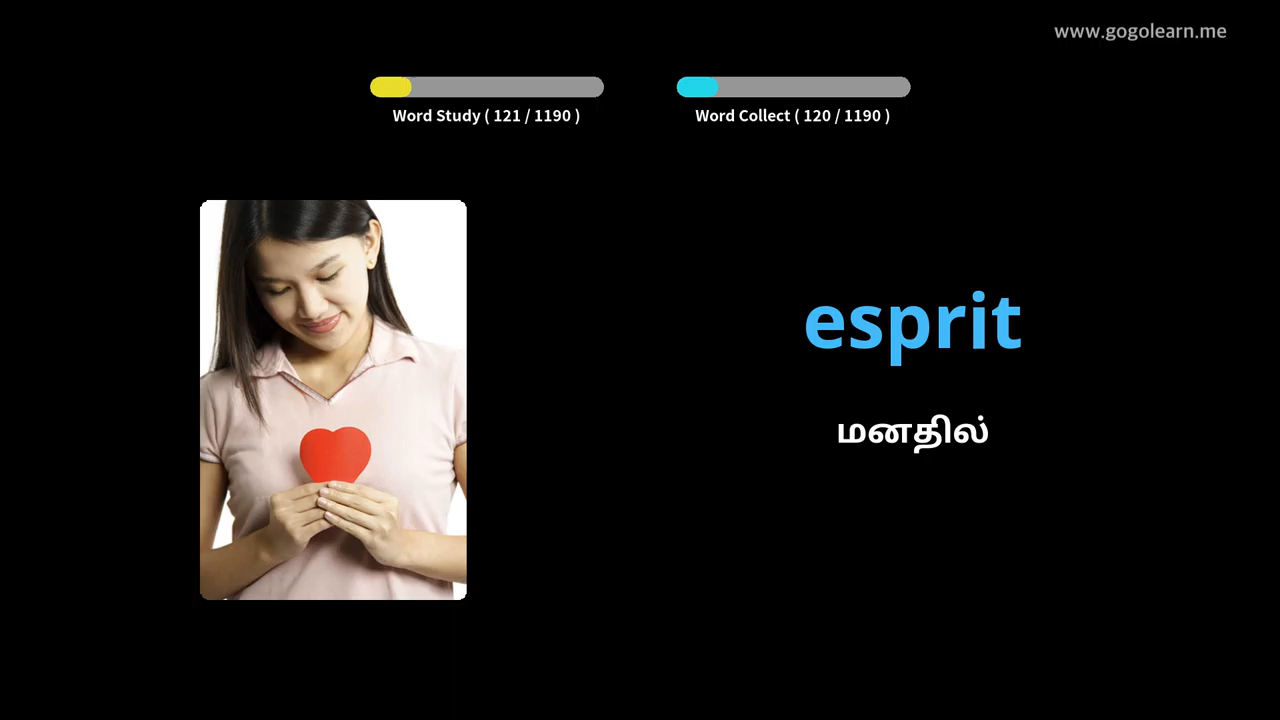 www.gogolearn.me
Word Study ( 121 / 1190 )
Word Collect ( 120 / 1190 )
esprit
மனதில்